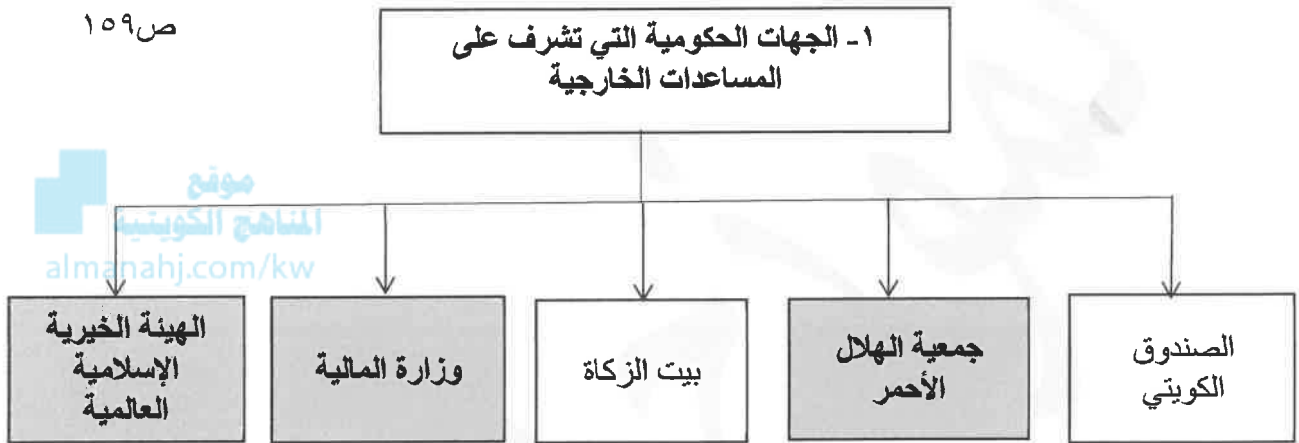 ص١٥٩
١- الجهات الحكومية التي تشرف على
المساعدات الخارجية
موقع
المناهج الكويتية
almanahj.com/kw
الصندوق
الكويتي
جمعية الهلال
الأحمر
بيت الزكاة
وزارة المالية
الهيئة الخيرية
الإسلامية
العالمية